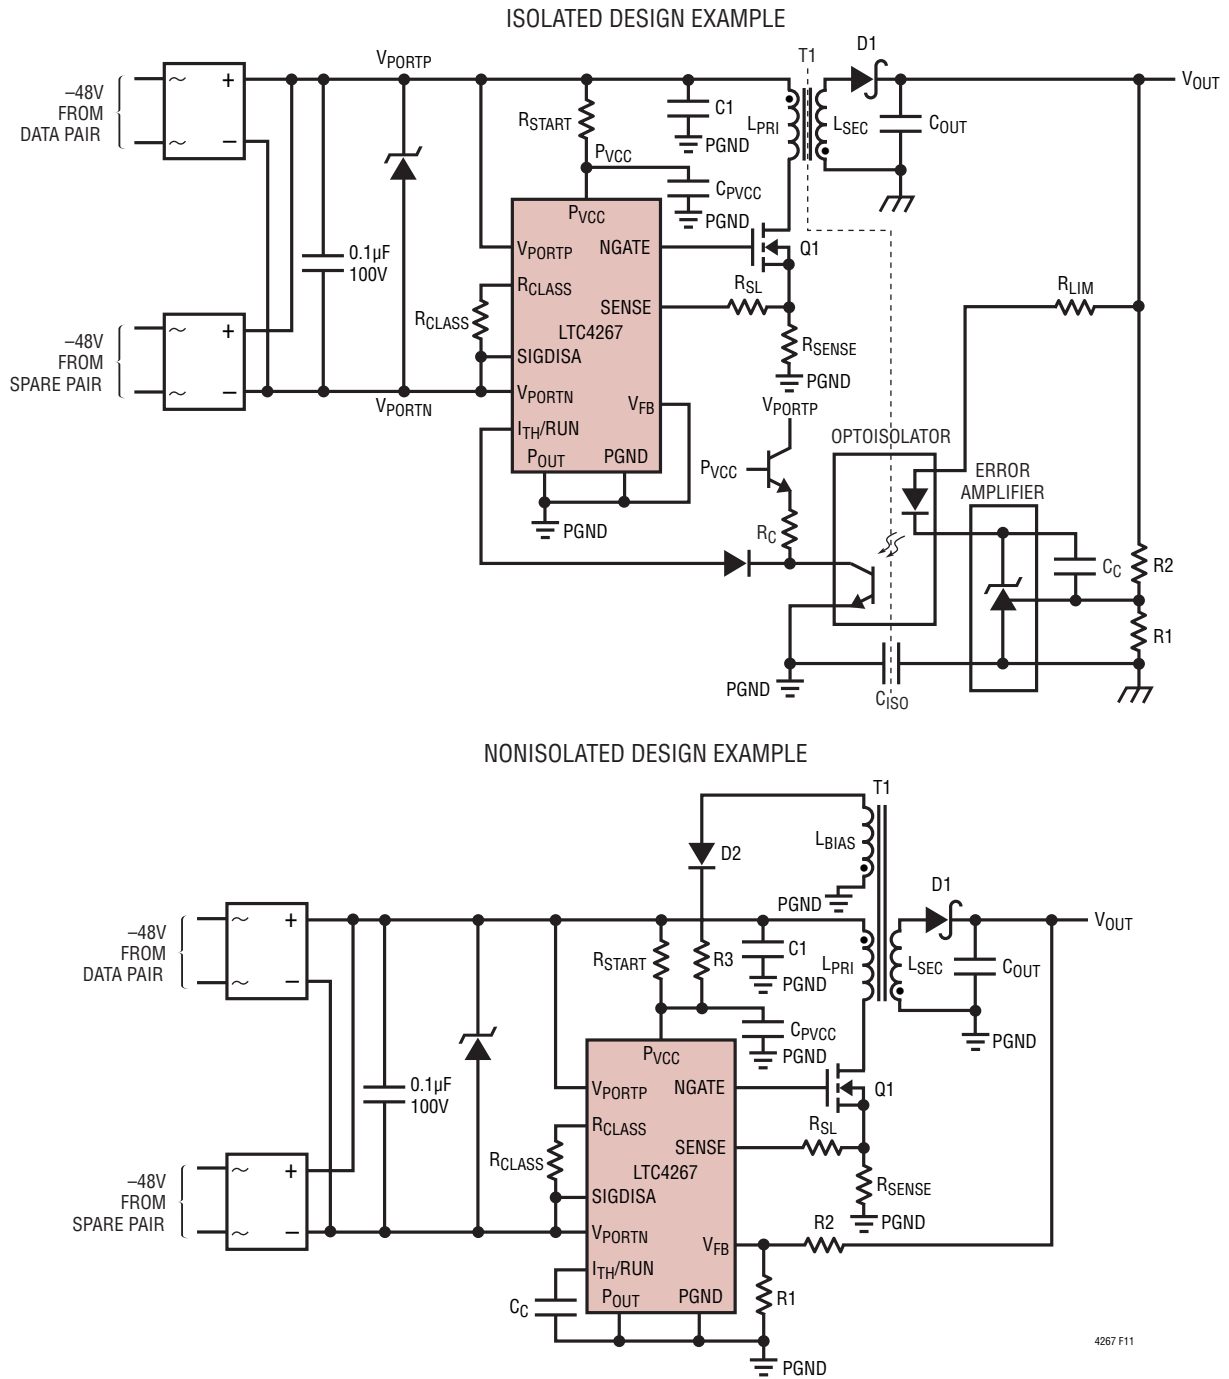 ISOLATED DESIGN EXAMPLE
–48V
FROM
DATA PAIR
~
~
+
–
VPORTP
RSTART
PVCC
C1
PGND
CPVCC
PGND
T1
LPRI
LSEC
D1
COUT
VOUT
0.1µF
100V
–48V
FROM
SPARE PAIR
~
~
+
–
VPORTN
RCLASS
PVCC
VPORTP
NGATE
RCLASS
SENSE
LTC4267
SIGDISA
VPORTN
VFB
ITH/RUN
POUT
PGND
PGND
Q1
RSL
RSENSE
PGND
RLIM
VPORTP
PVCC
RC
OPTOISOLATOR
ERROR
AMPLIFIER
CC
R2
R1
PGND
CISO
NONISOLATED DESIGN EXAMPLE
T1
LBIAS
D2
PGND
–48V
FROM
DATA PAIR
~
~
+
–
RSTART
R3
C1
PGND
CPVCC
PGND
LPRI
LSEC
D1
COUT
VOUT
PGND
0.1µF
100V
–48V
FROM
SPARE PAIR
~
~
+
–
RCLASS
PVCC
VPORTP
NGATE
RCLASS
SENSE
LTC4267
SIGDISA
VPORTN
VFB
ITH/RUN
POUT
PGND
Q1
RSL
RSENSE
PGND
R2
R1
CC
PGND
4267 F11